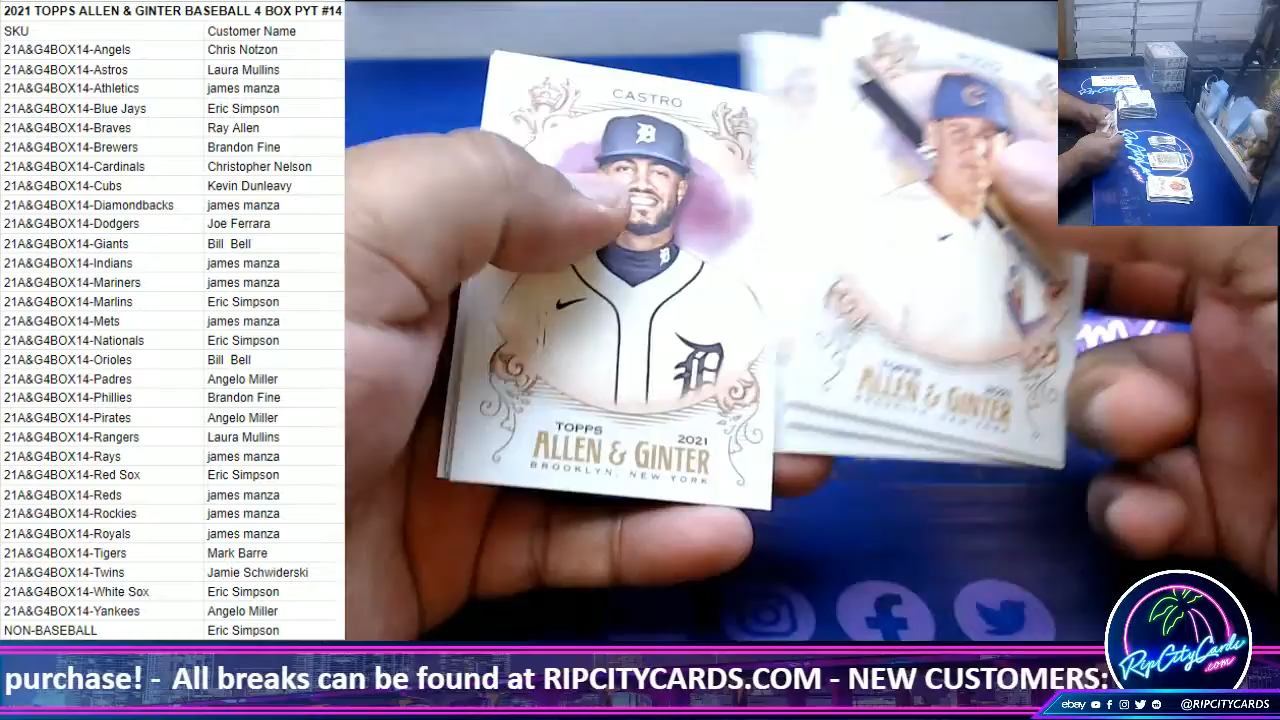 2021 TOPPS ALLEN & GINTER BASEBALL 4 BOX PYT #14
SKU Customer Name
21A&G4BOX14-Angels Chris Notzon
21A&G4BOX14-Astros Laura Mullins
21A&G4BOX14-Athletics james manza
21A&G4BOX14-Blue Jays Eric Simpson
21A&G4BOX14-Braves Ray Allen
21A&G4BOX14-Brewers Brandon Fine
21A&G4BOX14-Cardinals Christopher Nelson
21A&G4BOX14-Cubs Kevin Dunleavy
21A&G4BOX14-Diamondbacks james manza
21A&G4BOX14-Dodgers Joe Ferrara
21A&G4BOX14-Giants Bill Bell
21A&G4BOX14-Indians james manza
21A&G4BOX14-Mariners james manza
21A&G4BOX14-Marlins Eric Simpson
21A&G4BOX14-Mets james manza
21A&G4BOX14-Nationals Eric Simpson
21A&G4BOX14-Orioles Bill Bell
21A&G4BOX14-Padres Angelo Miller
21A&G4BOX14-Phillies Brandon Fine
21A&G4BOX14-Pirates Angelo Miller
21A&G4BOX14-Rangers Laura Mullins
21A&G4BOX14-Rays james manza
21A&G4BOX14-Red Sox Eric Simpson
21A&G4BOX14-Reds james manza
21A&G4BOX14-Rockies james manza
21A&G4BOX14-Royals james manza
21A&G4BOX14-Tigers Mark Barre
21A&G4BOX14-Twins Jamie Schwiderski
21A&G4BOX14-White Sox Eric Simpson
21A&G4BOX14-Yankees Angelo Miller
NON-BASEBALL Eric Simpson
CASTRO
D
D
TOPPS 2021
ALLEN & GINTER
BROOKLYN, NEW YORK
TOPPS 2021
ALLEN & GINTER
purchase! - All breaks can be found at RIPCITYCARDS.COM - NEW CUSTOMERS:
RipCityCards
.com
ebay @RIPCITYCARDS